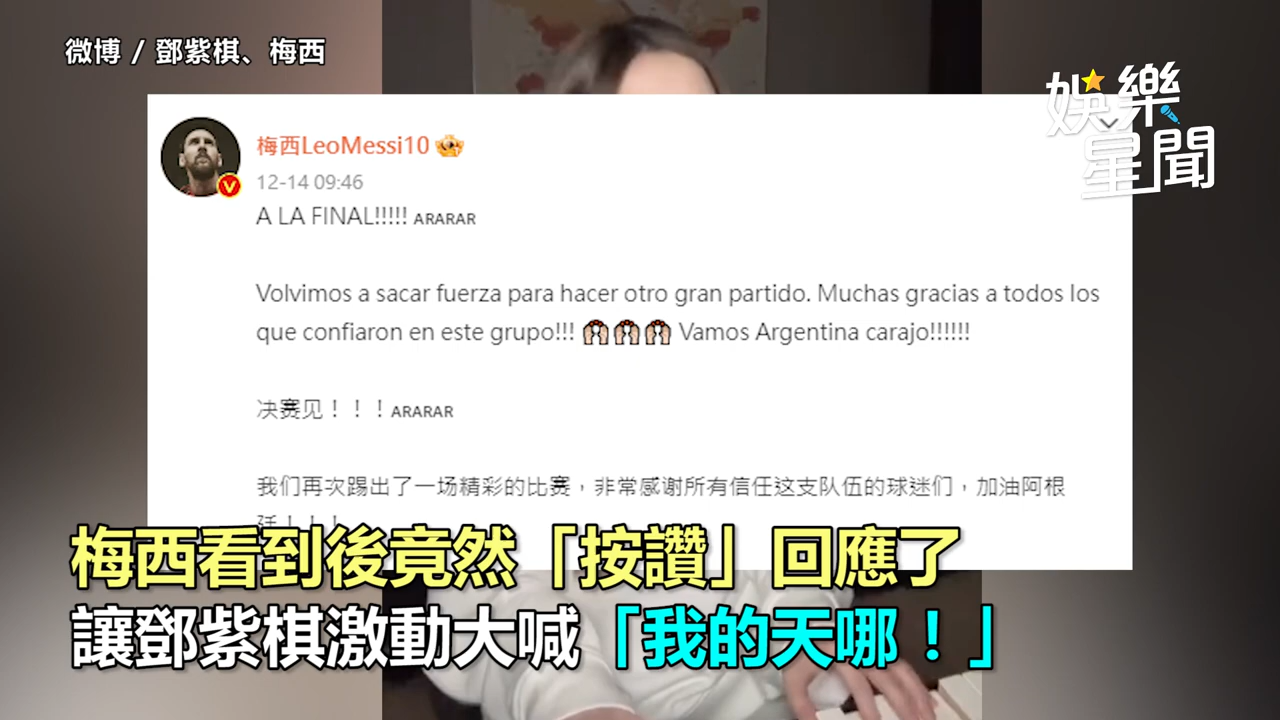 微博 / 鄧紫棋、梅西
娛樂
星聞
梅西LeoMessi10
12-14 09:46
A LA FINAL!!!!! ARARAR
Volvimos a sacar fuerza para hacer otro gran partido. Muchas gracias a todos los
que confiaron en este grupo!!! Vamos Argentina carajo!!!!!!
决赛见！！！ARARAR
我们再次踢出了一场精彩的比赛，非常感谢所有信任这支队伍的球迷们，加油阿根
廷！！！
梅西看到後竟然「按讚」回應了
讓鄧紫棋激動大喊「我的天哪！」